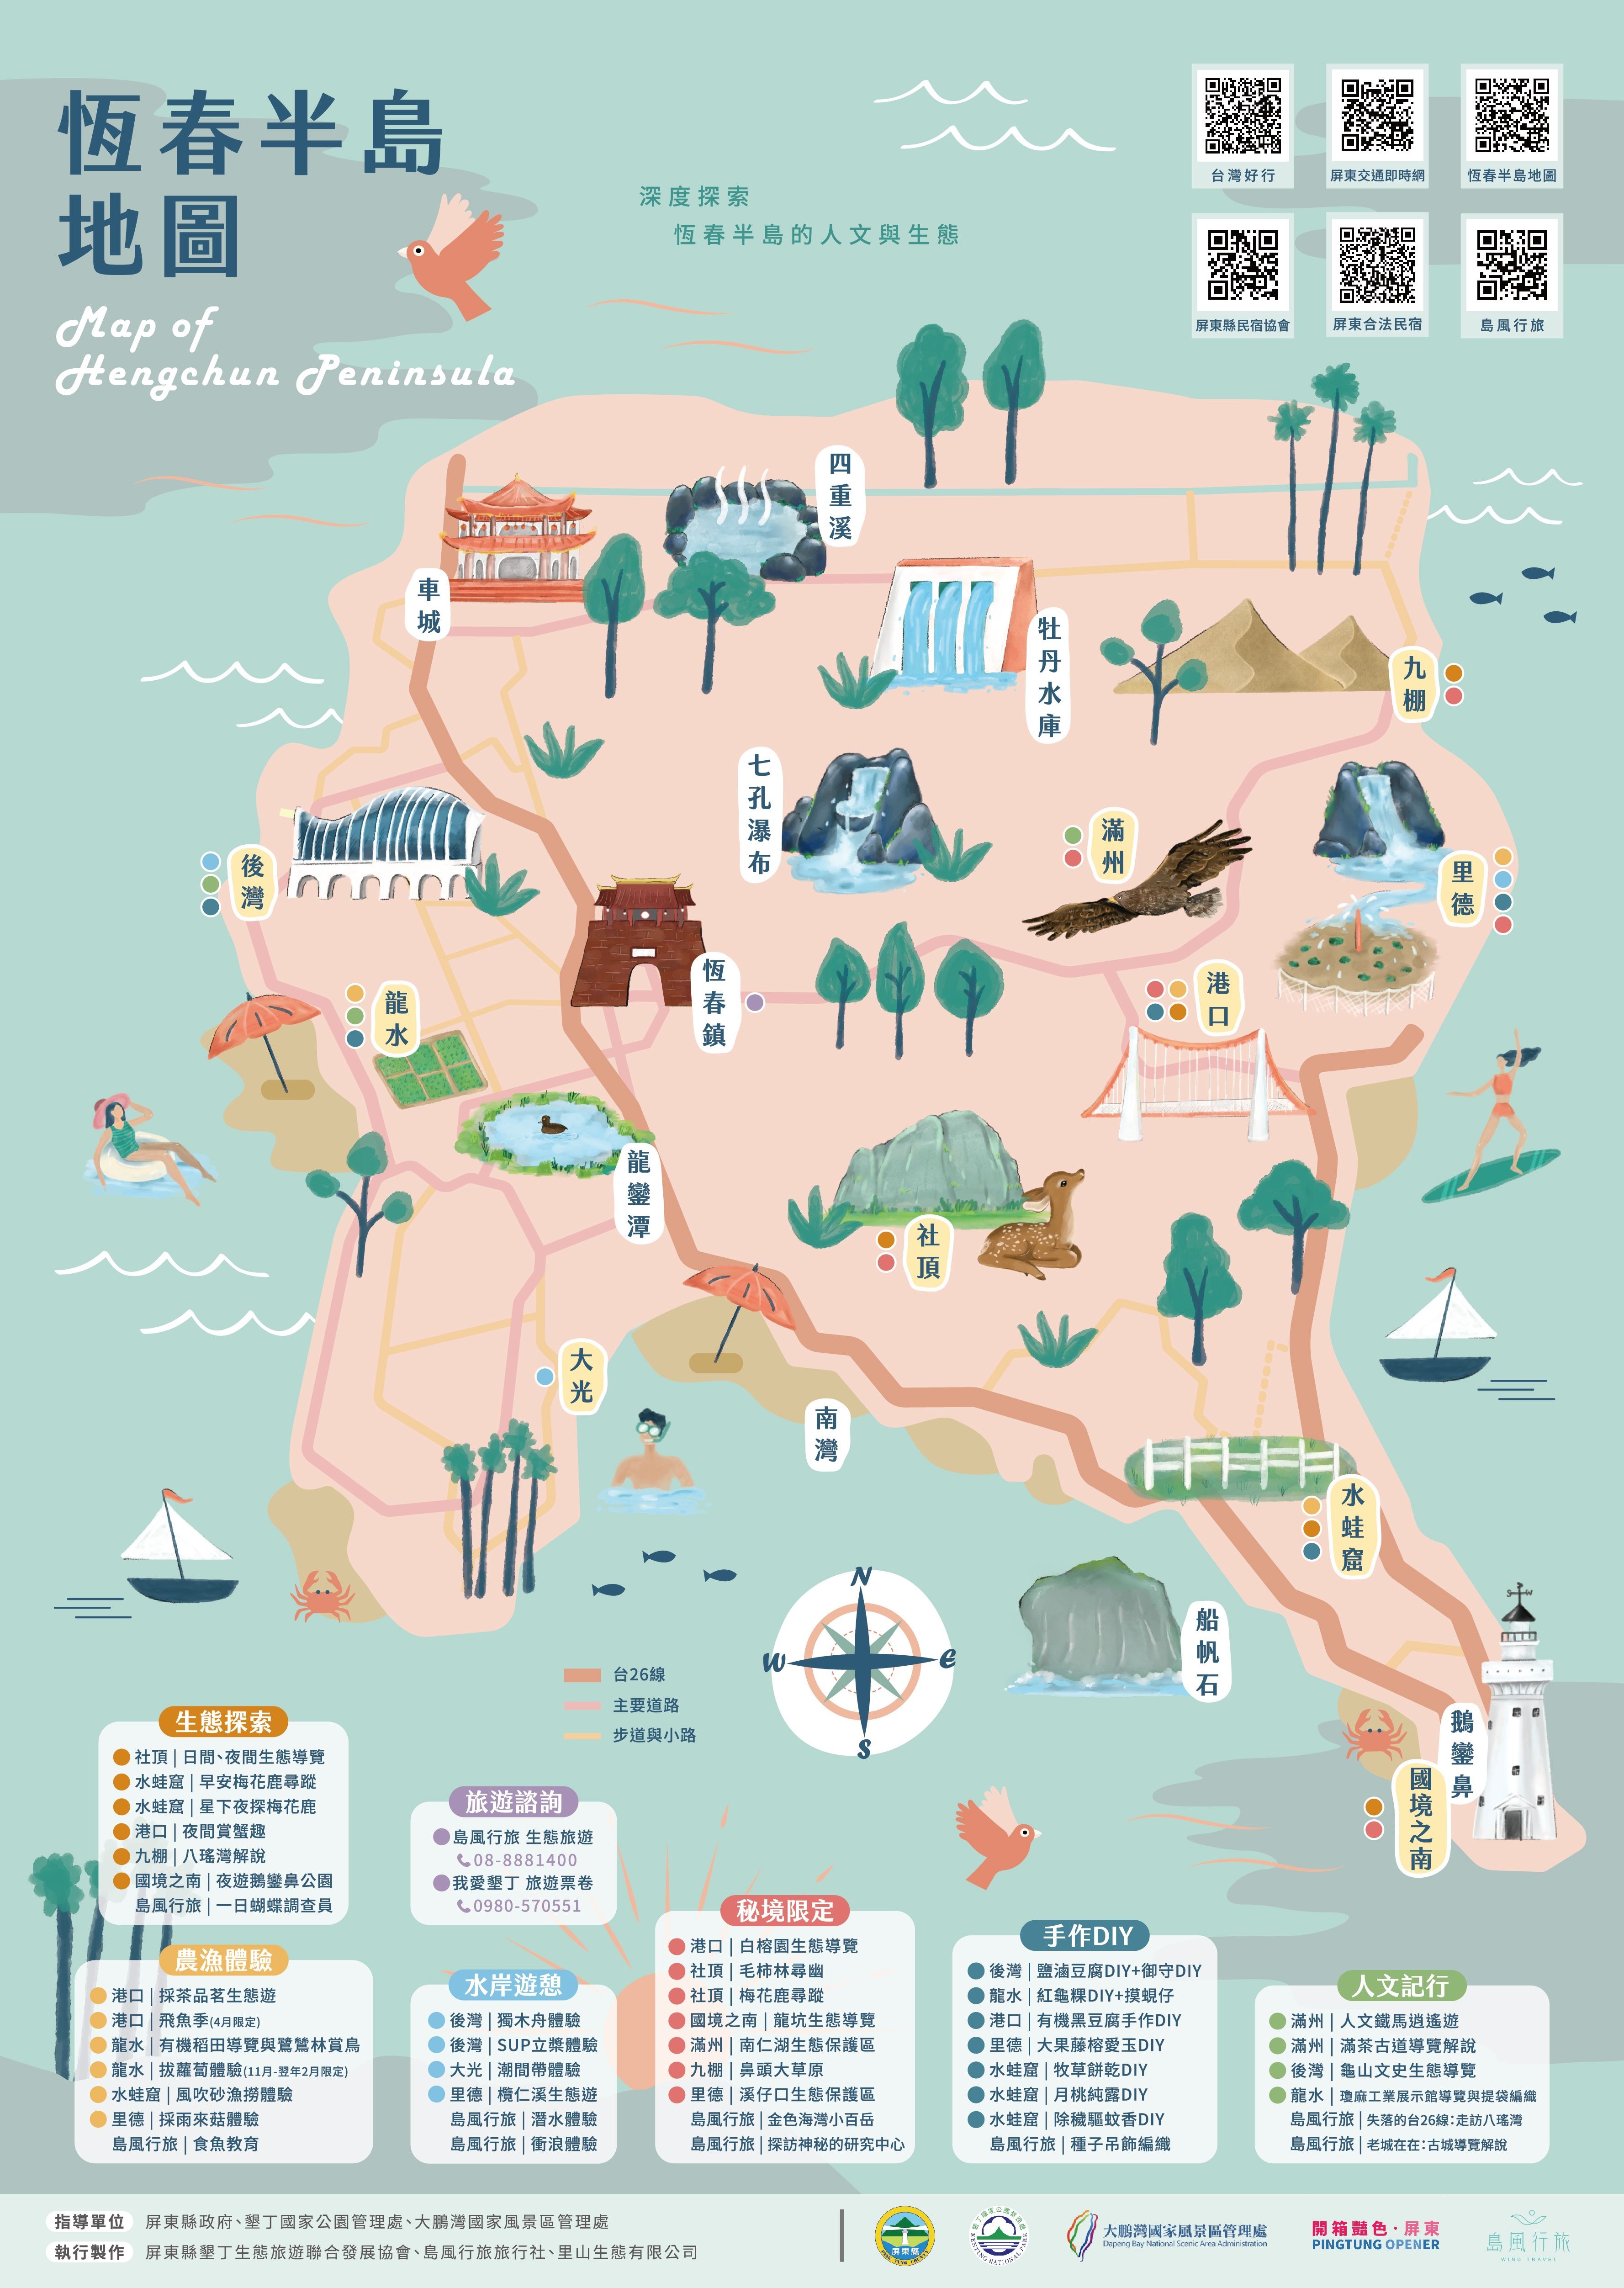 恆春半島
地圖
Map of
Hengchun Peninsula
深度探索
恆春半島的人文與生態
台灣好行
屏東交通即時網
恆春半島地圖
屏東縣民宿協會
屏東合法民宿
島風行旅
四重溪
車城
牡丹水庫
九棚
七孔瀑布
滿州
里德
後灣
恆春鎮
港口
龍水
龍鑾潭
社頂
大光
南灣
水蛙窟
船帆石
鵝鑾鼻
國境之南
S W
N
W
E
S
台26線
主要道路
步道與小路
生態探索
社頂 | 日間、夜間生態導覽
水蛙窟 | 早安梅花鹿尋蹤
水蛙窟 | 星下夜探梅花鹿
港口 | 夜間賞蟹趣
九棚 | 八瑤灣解說
國境之南 | 夜遊鵝鑾鼻公園
島風行旅 | 一日蝴蝶調查員
旅遊諮詢
島風行旅 生態旅遊
08-8881400
我愛墾丁 旅遊票卷
0980-570551
農漁體驗
港口 | 採茶品茗生態遊
港口 | 飛魚季(4月限定)
龍水 | 有機稻田導覽與鷺鷥林賞鳥
龍水 | 拔蘿蔔體驗(11月-翌年2月限定)
水蛙窟 | 風吹砂漁撈體驗
里德 | 採雨來菇體驗
島風行旅 | 食魚教育
水岸遊憩
後灣 | 獨木舟體驗
後灣 | SUP立槳體驗
大光 | 潮間帶體驗
里德 | 欖仁溪生態遊
島風行旅 | 潛水體驗
島風行旅 | 衝浪體驗
秘境限定
港口 | 白榕園生態導覽
社頂 | 毛柿林尋幽
社頂 | 梅花鹿尋蹤
國境之南 | 龍坑生態導覽
滿州 | 南仁湖生態保護區
九棚 | 鼻頭大草原
里德 | 溪仔口生態保護區
島風行旅 | 金色海灣小百岳
島風行旅 | 探訪神秘的研究中心
手作DIY
後灣 | 鹽滷豆腐DIY+御守DIY
龍水 | 紅龜粿DIY+摸蜆仔
港口 | 有機黑豆腐手作DIY
里德 | 大果藤榕愛玉DIY
水蛙窟 | 牧草餅乾DIY
水蛙窟 | 月桃純露DIY
水蛙窟 | 除穢驅蚊香DIY
島風行旅 | 種子吊飾編織
人文記行
滿州 | 人文鐵馬逍遙遊
滿州 | 滿茶古道導覽解說
後灣 | 龜山文史生態導覽
龍水 | 瓊麻工業展示館導覽與提袋編織
島風行旅 | 失落的台26線：走訪八瑤灣
島風行旅 | 老城在在：古城導覽解說
指導單位 屏東縣政府、墾丁國家公園管理處、大鵬灣國家風景區管理處
執行製作 屏東縣墾丁生態旅遊聯合發展協會、島風行旅旅行社、里山生態有限公司
屏東縣
PING TUNG COUNTY
墾丁國家公園管理處
KENTING NATIONAL PARK
大鵬灣國家風景區管理處
Dapeng Bay National Scenic Area Administration
開箱豔色·屏東
PINGTUNG OPENER
島風行旅
WIND TRAVEL